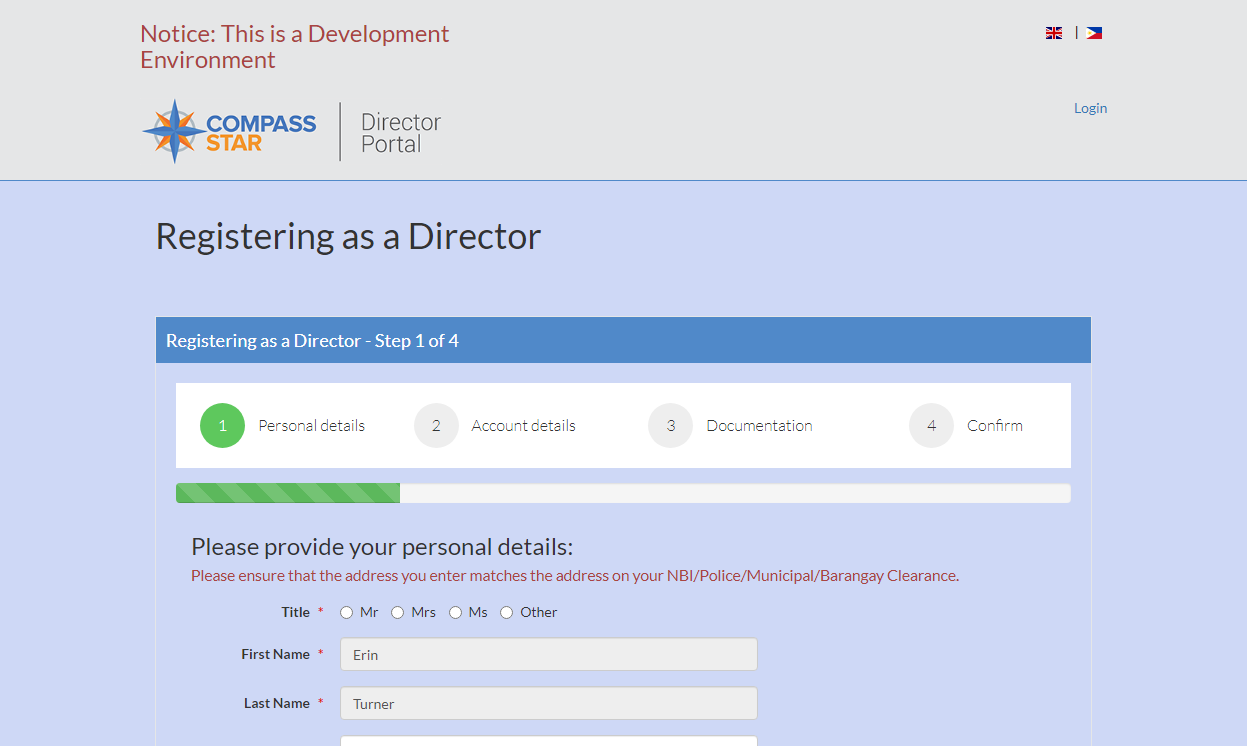 Notice: This is a Development
Environment
|
Login
COMPASS
STAR
Director
Portal
Registering as a Director
Registering as a Director - Step 1 of 4
1 Personal details 2 Account details 3 Documentation 4 Confirm
Please provide your personal details:
Please ensure that the address you enter matches the address on your NBI/Police/Municipal/Barangay Clearance.
Title * Mr Mrs Ms Other
First Name * Erin
Last Name * Turner